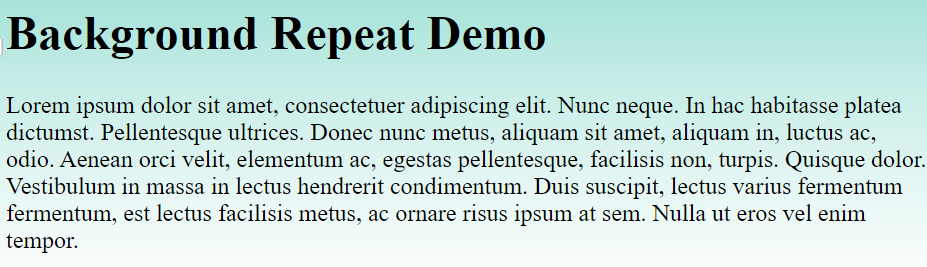 Background Repeat Demo
Lorem ipsum dolor sit amet, consectetuer adipiscing elit. Nunc neque. In hac habitasse platea
dictumst. Pellentesque ultrices. Donec nunc metus, aliquam sit amet, aliquam in, luctus ac,
odio. Aenean orci velit, elementum ac, egestas pellentesque, facilisis non, turpis. Quisque dolor.
Vestibulum in massa in lectus hendrerit condimentum. Duis suscipit, lectus varius fermentum
fermentum, est lectus facilisis metus, ac ornare risus ipsum at sem. Nulla ut eros vel enim
tempor.